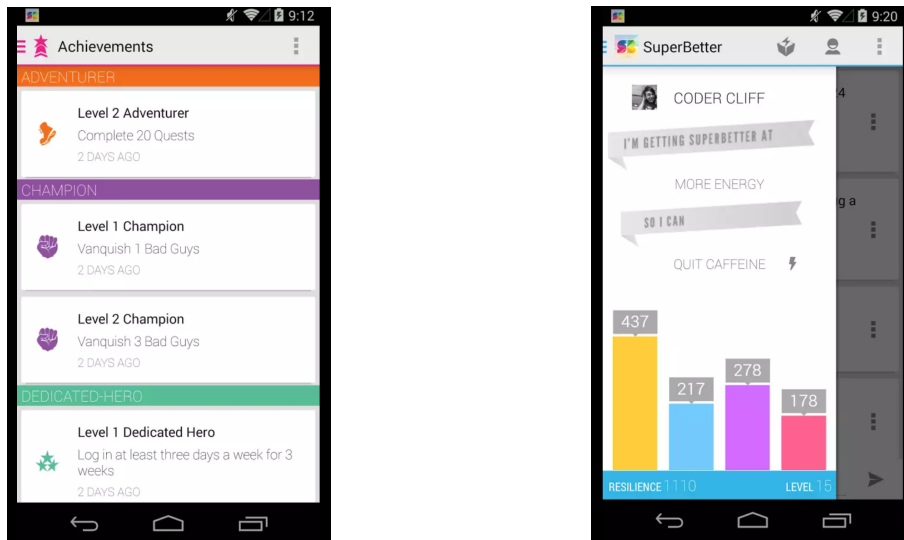 9:12
Achievements
ADVENTURER
Level 2 Adventurer
Complete 20 Quests
2 DAYS AGO
CHAMPION
Level 1 Champion
Vanquish 1 Bad Guys
2 DAYS AGO
Level 2 Champion
Vanquish 3 Bad Guys
2 DAYS AGO
DEDICATED-HERO
Level 1 Dedicated Hero
Log in at least three days a week for 3
weeks
2 DAYS AGO
9:20
SuperBetter
CODER CLIFF
4
I'M GETTING SUPERBETTER AT
MORE ENERGY
g a
SO I CAN
QUIT CAFFEINE
437
217
278
178
RESILIENCE 1110
LEVEL 15